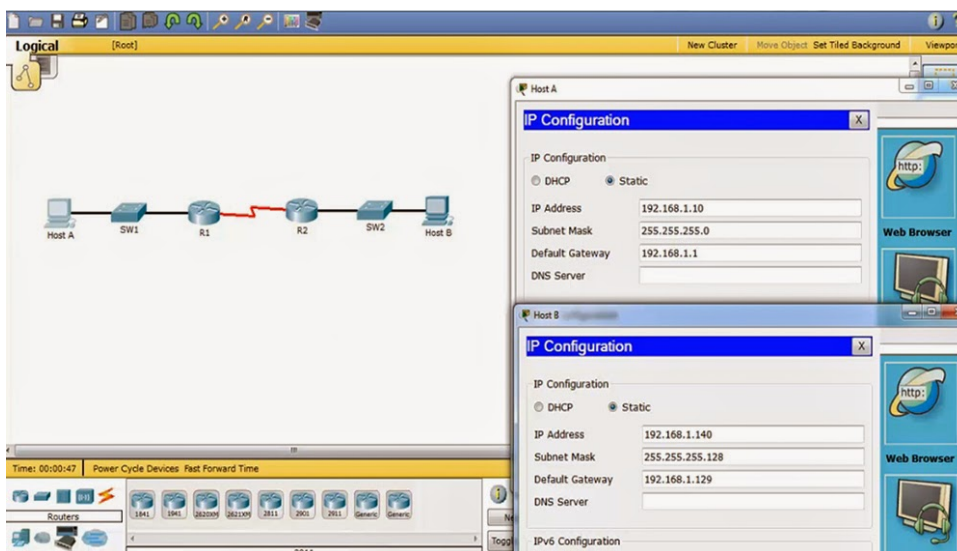 Logical [Root] New Cluster Move Object Set Tiled Background
Host A
IP Configuration X
IP Configuration
DHCP Static
IP Address 192.168.1.10
Subnet Mask 255.255.255.0
Default Gateway 192.168.1.1
DNS Server
http:
Web Browser
Host A SW1 R1 R2 SW2 Host B
Host B
IP Configuration X
IP Configuration
DHCP Static
IP Address 192.168.1.140
Subnet Mask 255.255.255.128
Default Gateway 192.168.1.129
DNS Server
IPv6 Configuration
http:
Web Browser
Time: 00:00:47 Power Cycle Devices Fast Forward Time
Routers
1841 1941 2620XM 2621XM 2811 2901 2911 Generic Generic